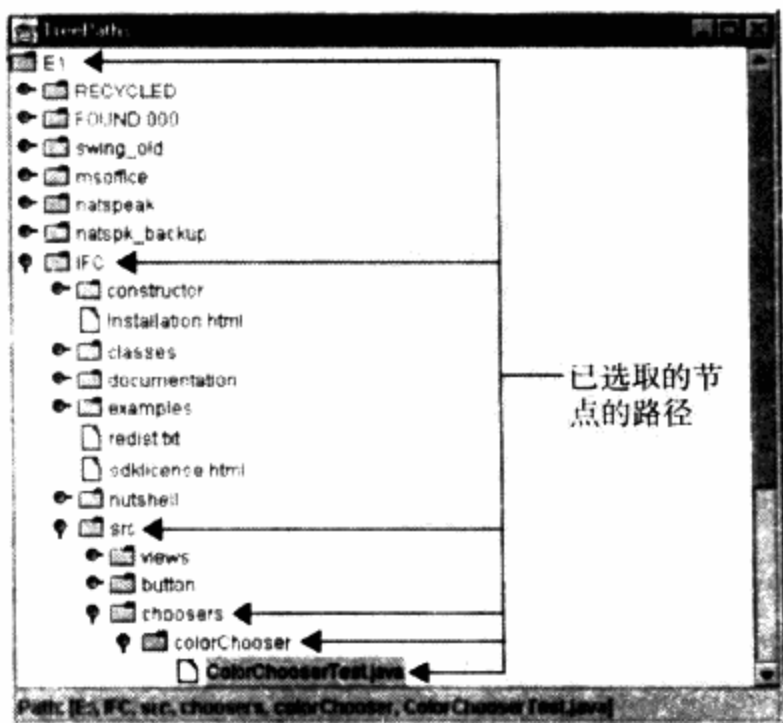 TreePaths
E:\
RECYCLED
FOUND.000
swing_old
msoffice
natspeak
natspk_backup
IFC
constructor
Installation.html
classes
documentation
examples
redist.txt
sdklicense.html
nutshell
src
views
button
choosers
colorChooser
ColorChooserTest.java
已选取的节
点的路径
Path: [E:\, IFC, src, choosers, colorChooser, ColorChooserTest.java]